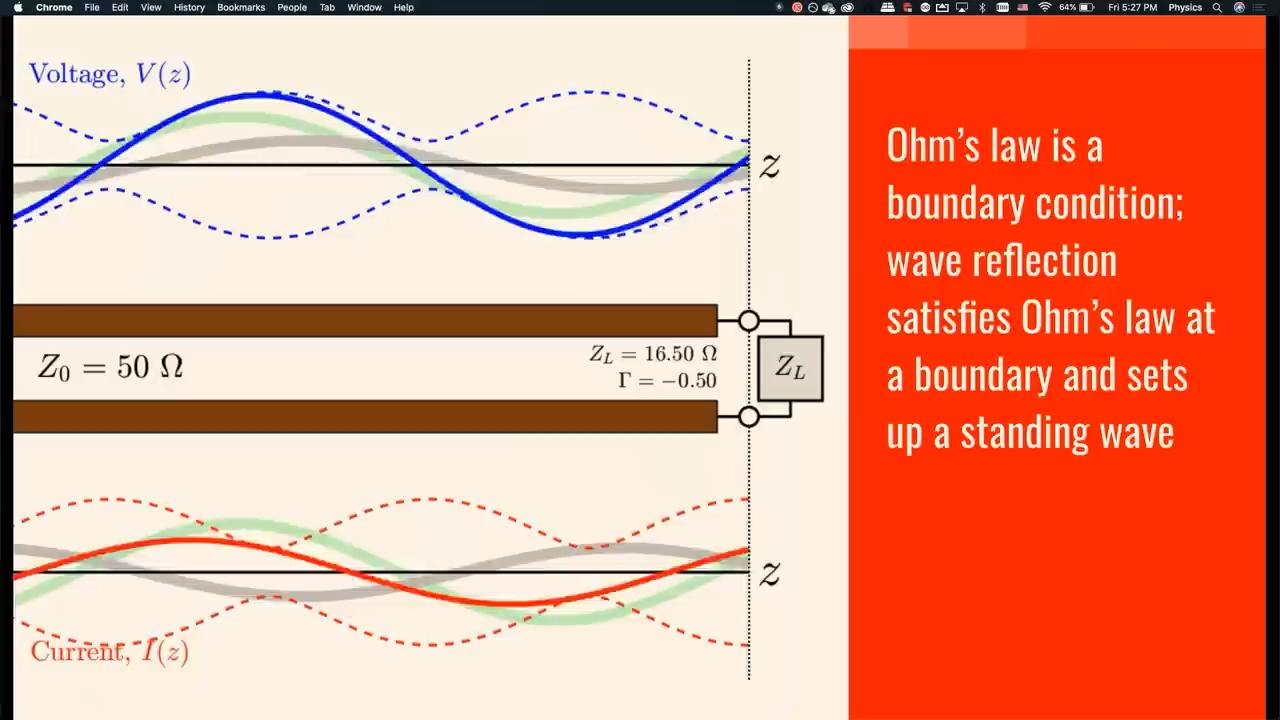 Chrome File Edit View History Bookmarks People Tab Window Help 64% Fri 5:27 PM Physics
Voltage, V(z)
z
Z₀ = 50 Ω
Z_L = 16.50 Ω
Γ = −0.50
Z_L
z
Current, I(z)
Ohm’s law is a
boundary condition;
wave reflection
satisfies Ohm’s law at
a boundary and sets
up a standing wave